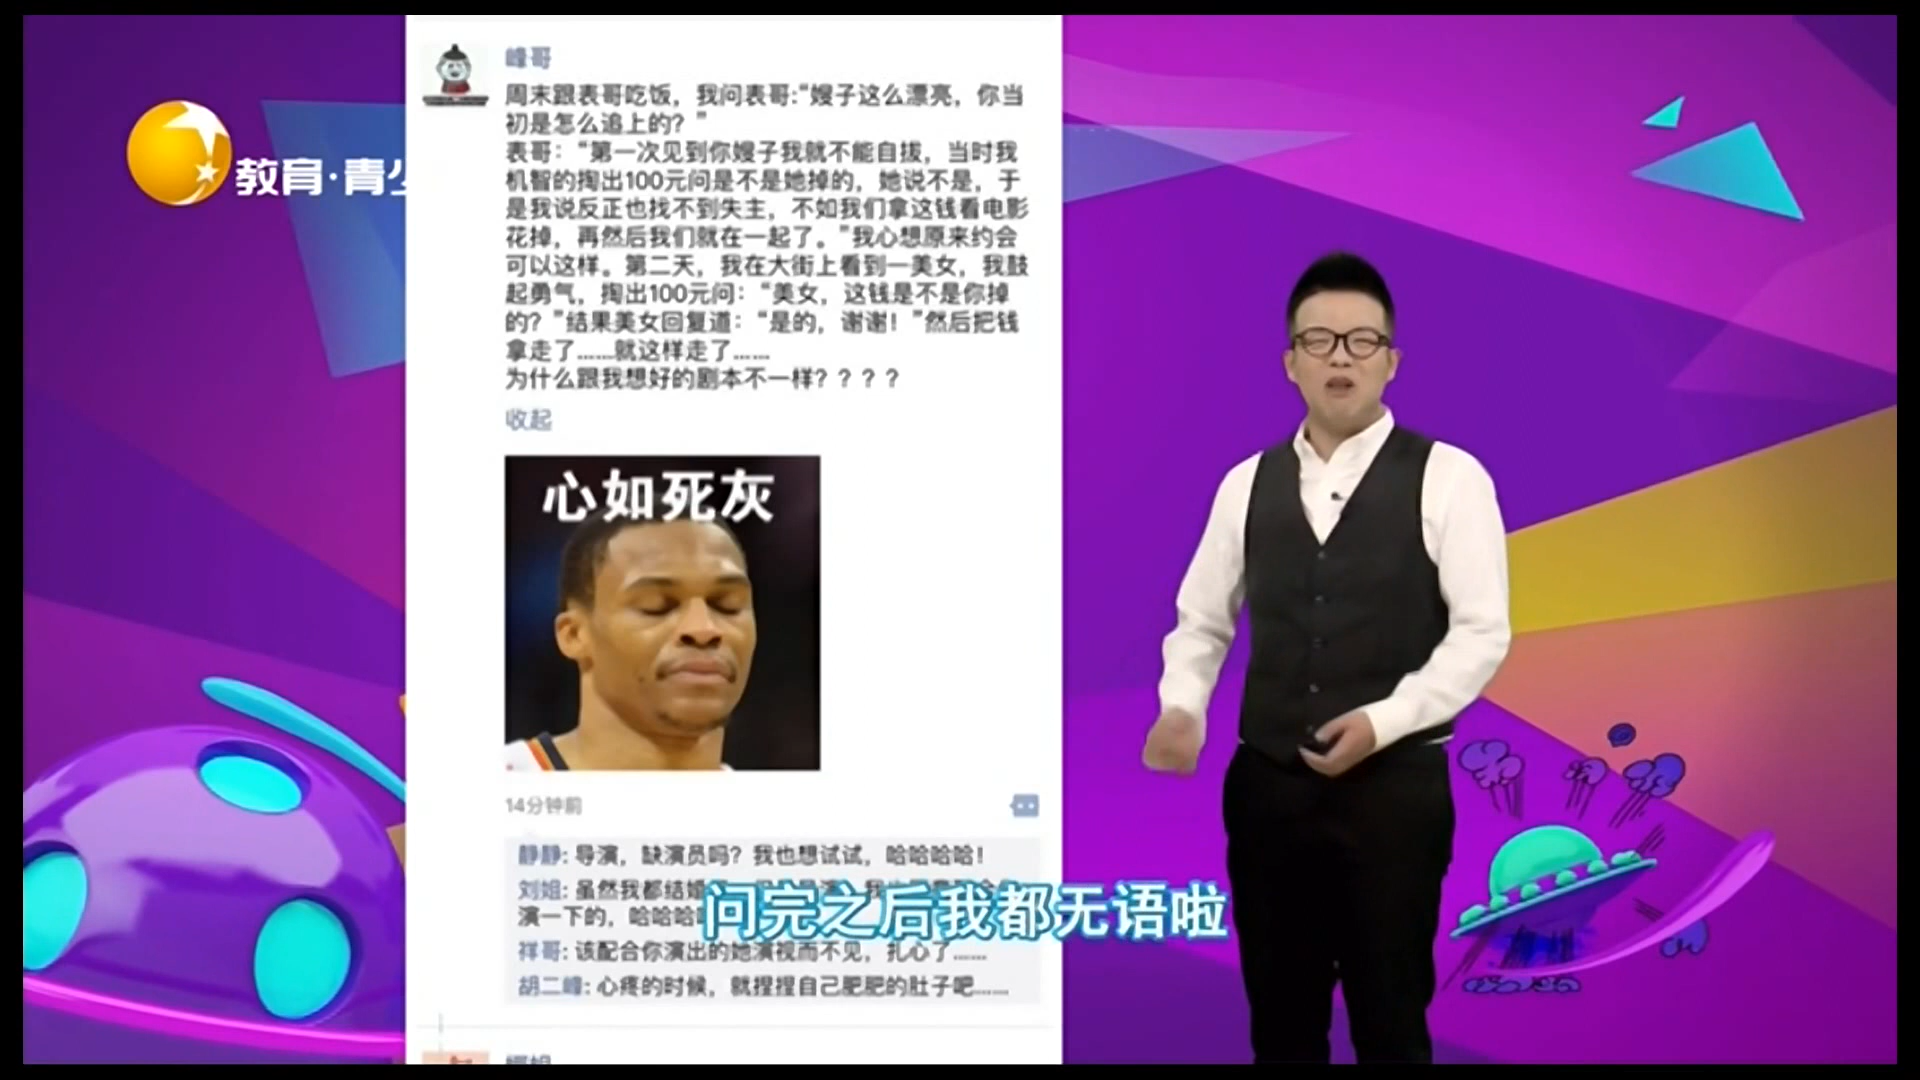 教育·青少
峰哥
周末跟表哥吃饭，我问表哥:“嫂子这么漂亮，你当
初是怎么追上的？”
表哥：“第一次见到你嫂子我就不能自拔，当时我
机智的掏出100元问是不是她掉的，她说不是，于
是我说反正也找不到失主，不如我们拿这钱看电影
花掉，再然后我们就在一起了。”我心想原来约会
可以这样。第二天，我在大街上看到一美女，我鼓
起勇气，掏出100元问：“美女，这钱是不是你掉
的？”结果美女回复道：“是的，谢谢！”然后把钱
拿走了......就这样走了......
为什么跟我想好的剧本不一样？？？？
收起
心如死灰
14分钟前
静静: 导演，缺演员吗？我也想试试，哈哈哈哈！
刘姐: 虽然我都结婚
演一下的，哈哈哈
问完之后我都无语啦
祥哥: 该配合你演出的她演视而不见，扎心了......
胡二峰: 心疼的时候，就捏捏自己肥肥的肚子吧......